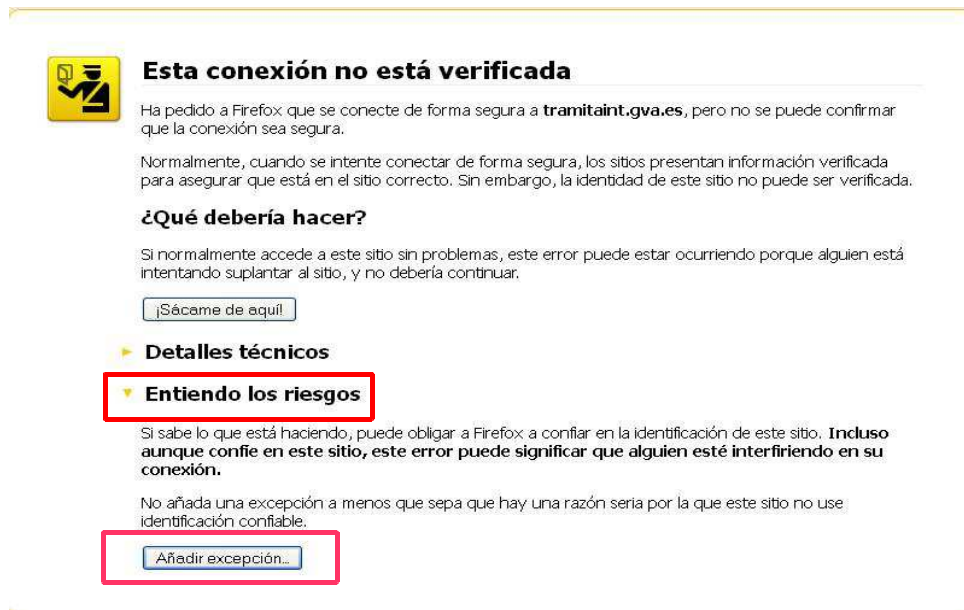 Esta conexión no está verificada
Ha pedido a Firefox que se conecte de forma segura a tramitaint.gva.es, pero no se puede confirmar
que la conexión sea segura.
Normalmente, cuando se intente conectar de forma segura, los sitios presentan información verificada
para asegurar que está en el sitio correcto. Sin embargo, la identidad de este sitio no puede ser verificada.
¿Qué debería hacer?
Si normalmente accede a este sitio sin problemas, este error puede estar ocurriendo porque alguien está
intentando suplantar al sitio, y no debería continuar.
¡Sácame de aquí!
Detalles técnicos
Entiendo los riesgos
Si sabe lo que está haciendo, puede obligar a Firefox a confiar en la identificación de este sitio. Incluso
aunque confíe en este sitio, este error puede significar que alguien esté interfiriendo en su
conexión.
No añada una excepción a menos que sepa que hay una razón seria por la que este sitio no use
identificación confiable.
Añadir excepción...